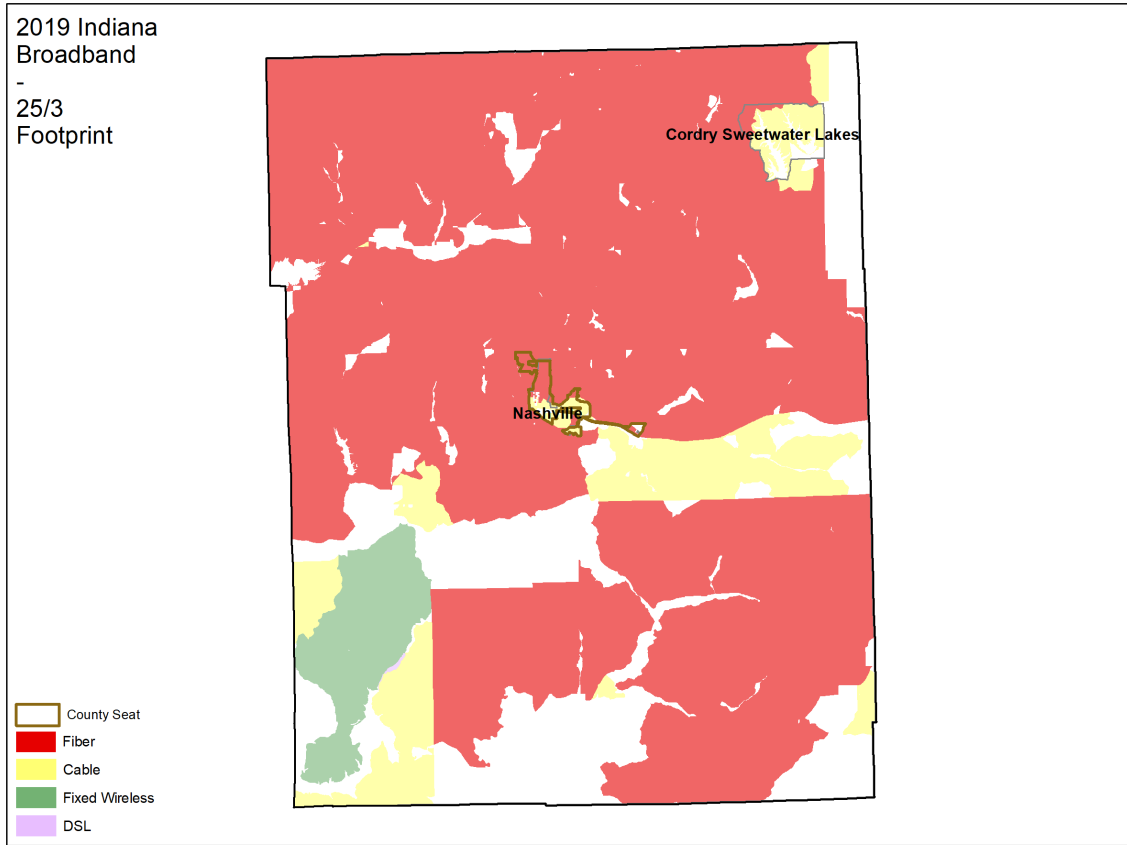 2019 Indiana
Broadband
-
25/3
Footprint
Cordry Sweetwater Lakes
Nashville
County Seat
Fiber
Cable
Fixed Wireless
DSL